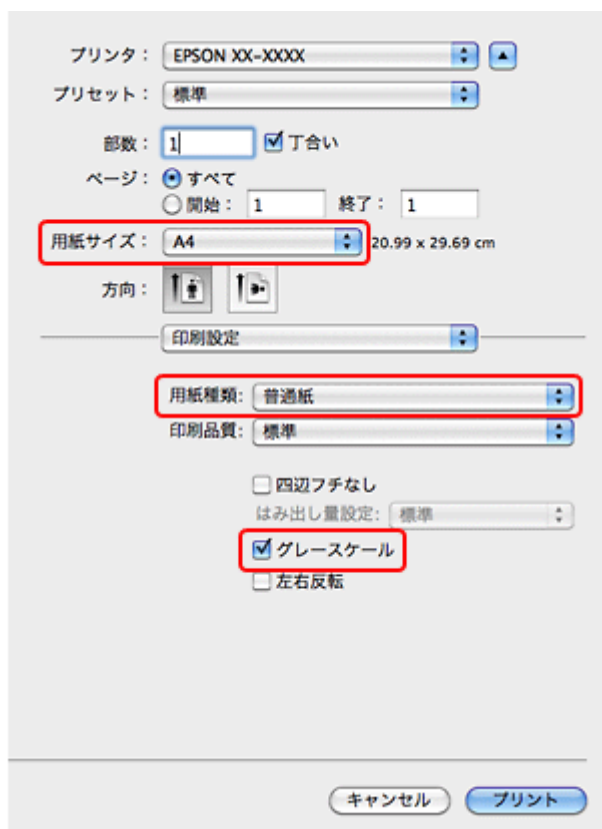 プリンタ： EPSON XX-XXXX
プリセット： 標準
部数： 1 丁合い
ページ： すべて
開始： 1 終了： 1
用紙サイズ： A4 20.99 x 29.69 cm
方向：
印刷設定
用紙種類: 普通紙
印刷品質: 標準
四辺フチなし
はみ出し量設定: 標準
グレースケール
左右反転
キャンセル プリント